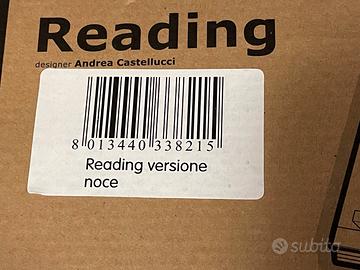 Reading
designer Andrea Castellucci
8 013440 338215
Reading versione
noce
subito